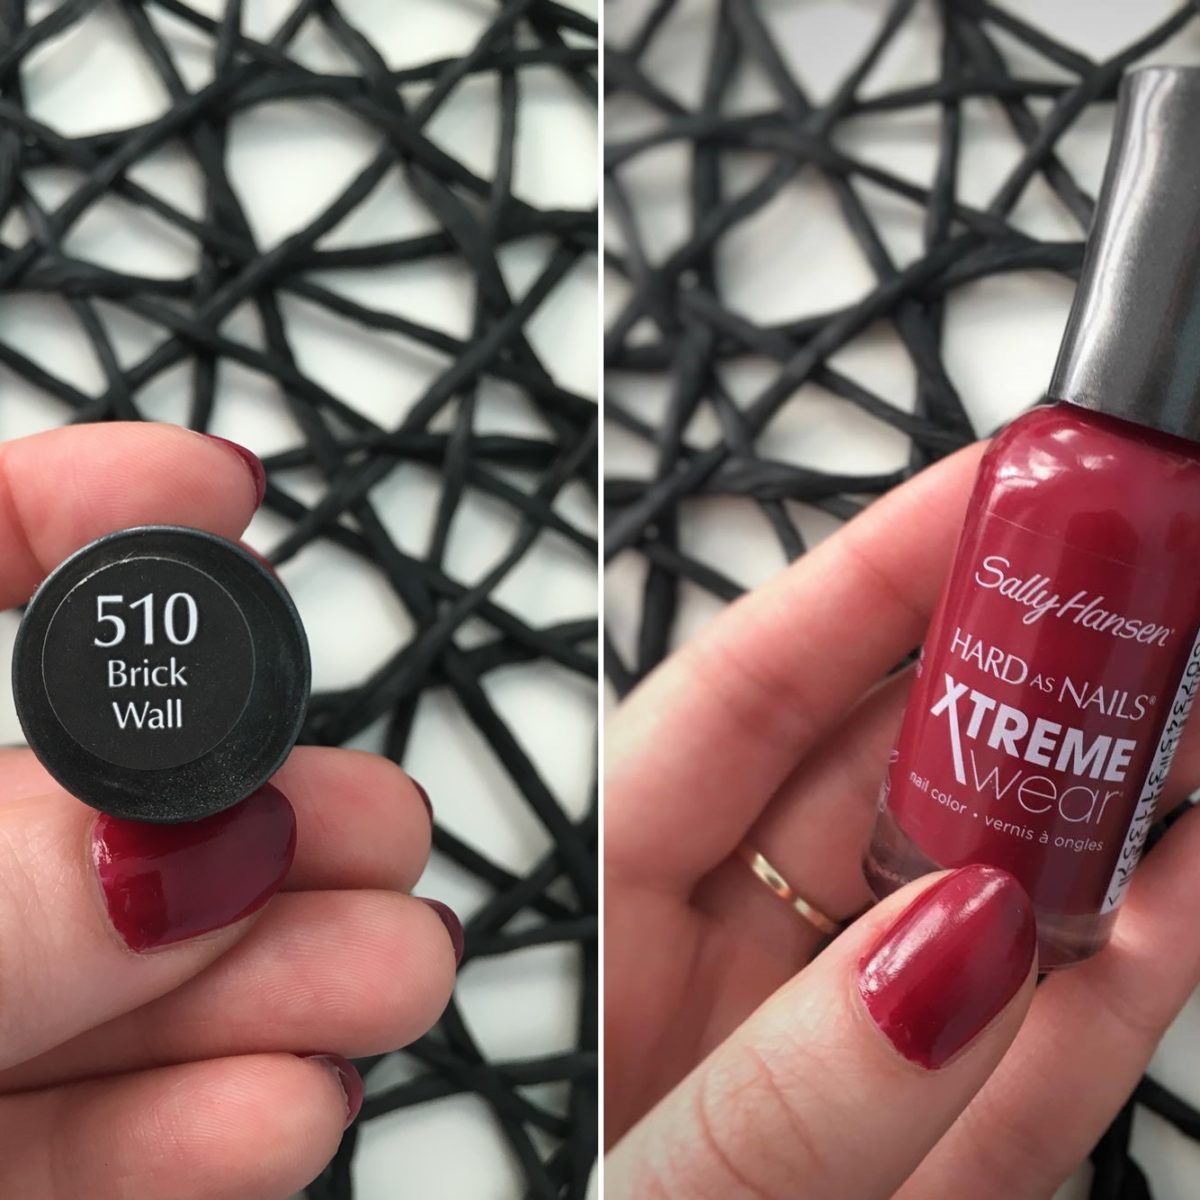 510
Brick
Wall
Sally Hansen®
HARD AS NAILS®
XTREME
wear®
nail color • vernis à ongles